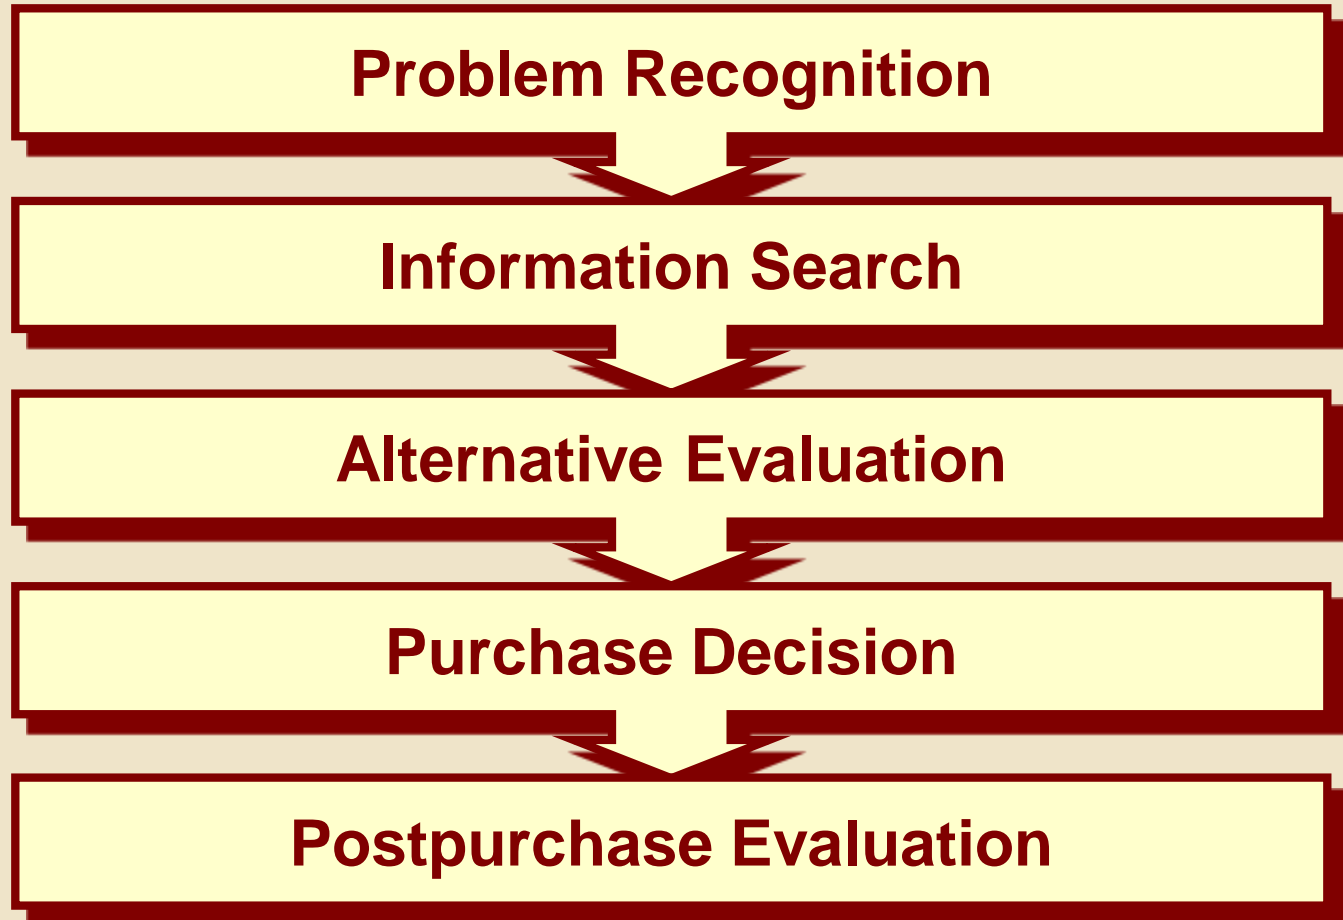 Problem Recognition
Information Search
Alternative Evaluation
Purchase Decision
Postpurchase Evaluation